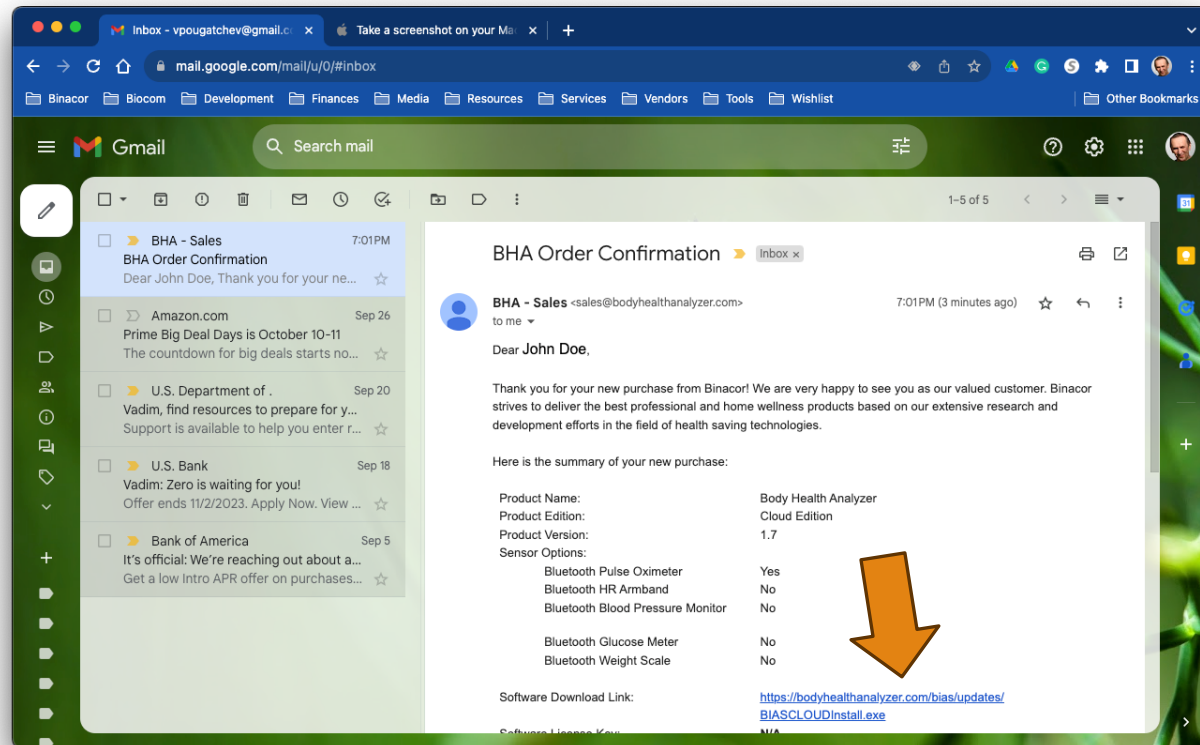 Inbox - vpougatchev@gmail.c
Take a screenshot on your Mac
mail.google.com/mail/u/0/#inbox
Binacor Biocom Development Finances Media Resources Services Vendors Tools Wishlist Other Bookmarks
Gmail
Search mail
1–5 of 5
31
BHA - Sales 7:01 PM
BHA Order Confirmation
Dear John Doe, Thank you for your ne...
Amazon.com Sep 26
Prime Big Deal Days is October 10-11
The countdown for big deals starts no...
U.S. Department of . Sep 20
Vadim, find resources to prepare for y...
Support is available to help you enter r...
U.S. Bank Sep 18
Vadim: Zero is waiting for you!
Offer ends 11/2/2023. Apply Now. View ...
Bank of America Sep 5
It's official: We're reaching out about a...
Get a low Intro APR offer on purchases...
BHA Order Confirmation Inbox x
BHA - Sales <sales@bodyhealthanalyzer.com> 7:01 PM (3 minutes ago)
to me
Dear John Doe,
Thank you for your new purchase from Binacor! We are very happy to see you as our valued customer. Binacor
strives to deliver the best professional and home wellness products based on our extensive research and
development efforts in the field of health saving technologies.
Here is the summary of your new purchase:
Product Name: Body Health Analyzer
Product Edition: Cloud Edition
Product Version: 1.7
Sensor Options:
Bluetooth Pulse Oximeter Yes
Bluetooth HR Armband No
Bluetooth Blood Pressure Monitor No
Bluetooth Glucose Meter No
Bluetooth Weight Scale No
Software Download Link: https://bodyhealthanalyzer.com/bias/updates/
BIASCLOUDInstall.exe
Software License Key: N/A